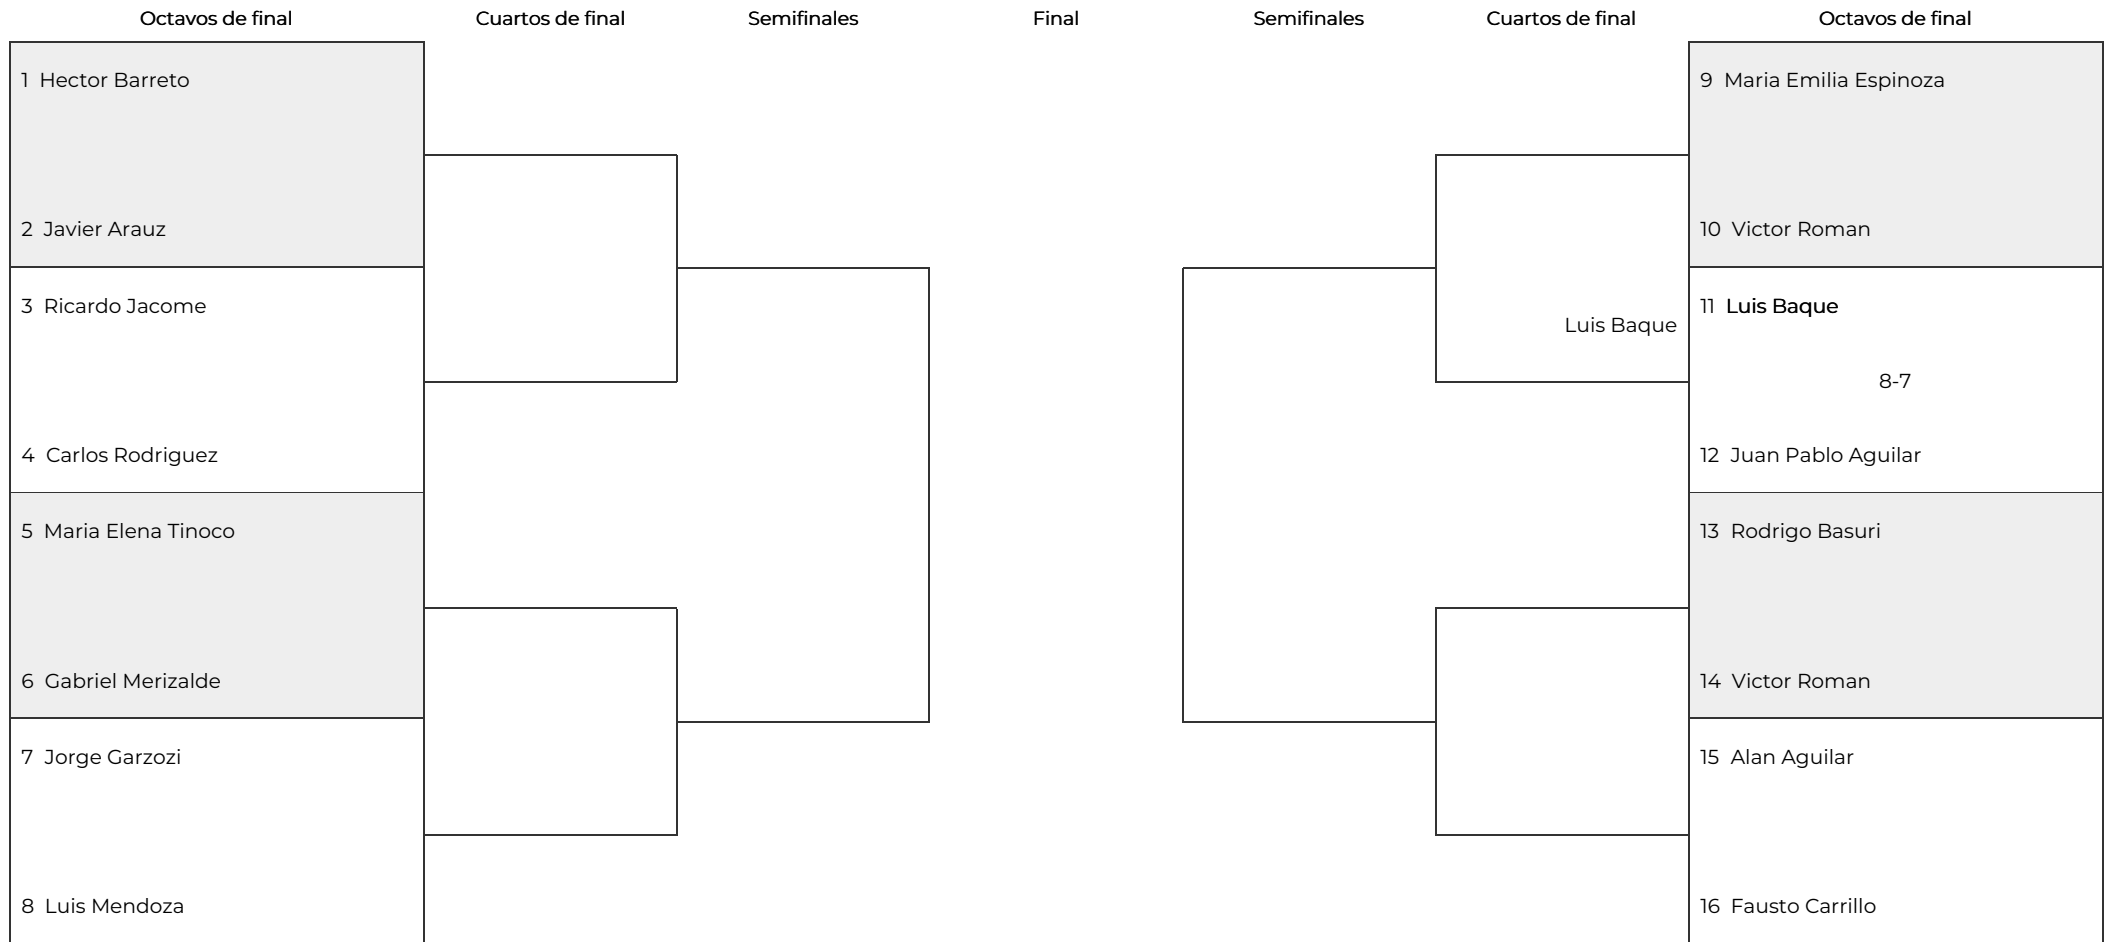 Octavos de final
Cuartos de final
Semifinales
Final
Semifinales
Cuartos de final
Octavos de final
1 Hector Barreto
2 Javier Arauz
3 Ricardo Jacome
4 Carlos Rodriguez
5 Maria Elena Tinoco
6 Gabriel Merizalde
7 Jorge Garzozi
8 Luis Mendoza
Luis Baque
9 Maria Emilia Espinoza
10 Victor Roman
11 Luis Baque
8-7
12 Juan Pablo Aguilar
13 Rodrigo Basuri
14 Victor Roman
15 Alan Aguilar
16 Fausto Carrillo